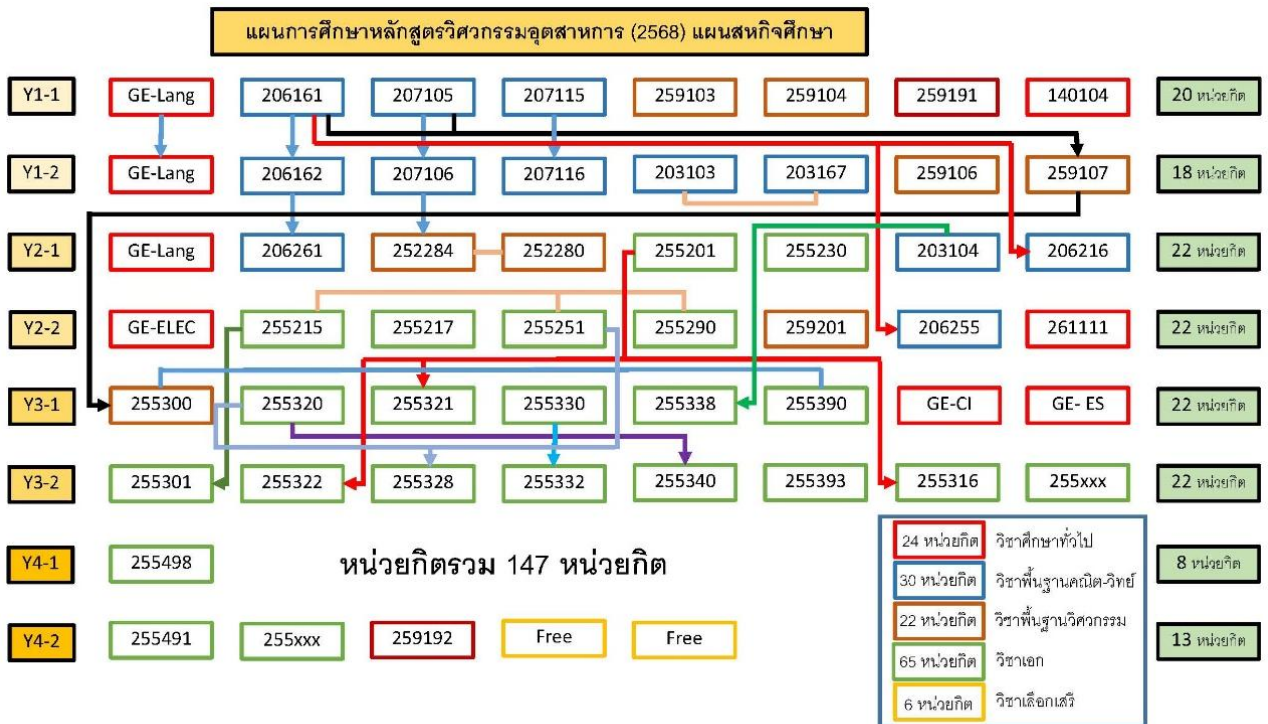 แผนการศึกษาหลักสูตรวิศวกรรมอุตสาหการ (2568) แผนสหกิจศึกษา
Y1-1 GE-Lang 206161 207105 207115 259103 259104 259191 140104 20 หน่วยกิต
Y1-2 GE-Lang 206162 207106 207116 203103 203167 259106 259107 18 หน่วยกิต
Y2-1 GE-Lang 206261 252284 252280 255201 255230 203104 206216 22 หน่วยกิต
Y2-2 GE-ELEC 255215 255217 255251 255290 259201 206255 261111 22 หน่วยกิต
Y3-1 255300 255320 255321 255330 255338 255390 GE-CI GE- ES 22 หน่วยกิต
Y3-2 255301 255322 255328 255332 255340 255393 255316 255xxx 22 หน่วยกิต
Y4-1 255498 หน่วยกิตรวม 147 หน่วยกิต 8 หน่วยกิต
Y4-2 255491 255xxx 259192 Free Free 13 หน่วยกิต
24 หน่วยกิต วิชาศึกษาทั่วไป
30 หน่วยกิต วิชาพื้นฐานคณิต-วิทย์
22 หน่วยกิต วิชาพื้นฐานวิศวกรรม
65 หน่วยกิต วิชาเอก
6 หน่วยกิต วิชาเลือกเสรี